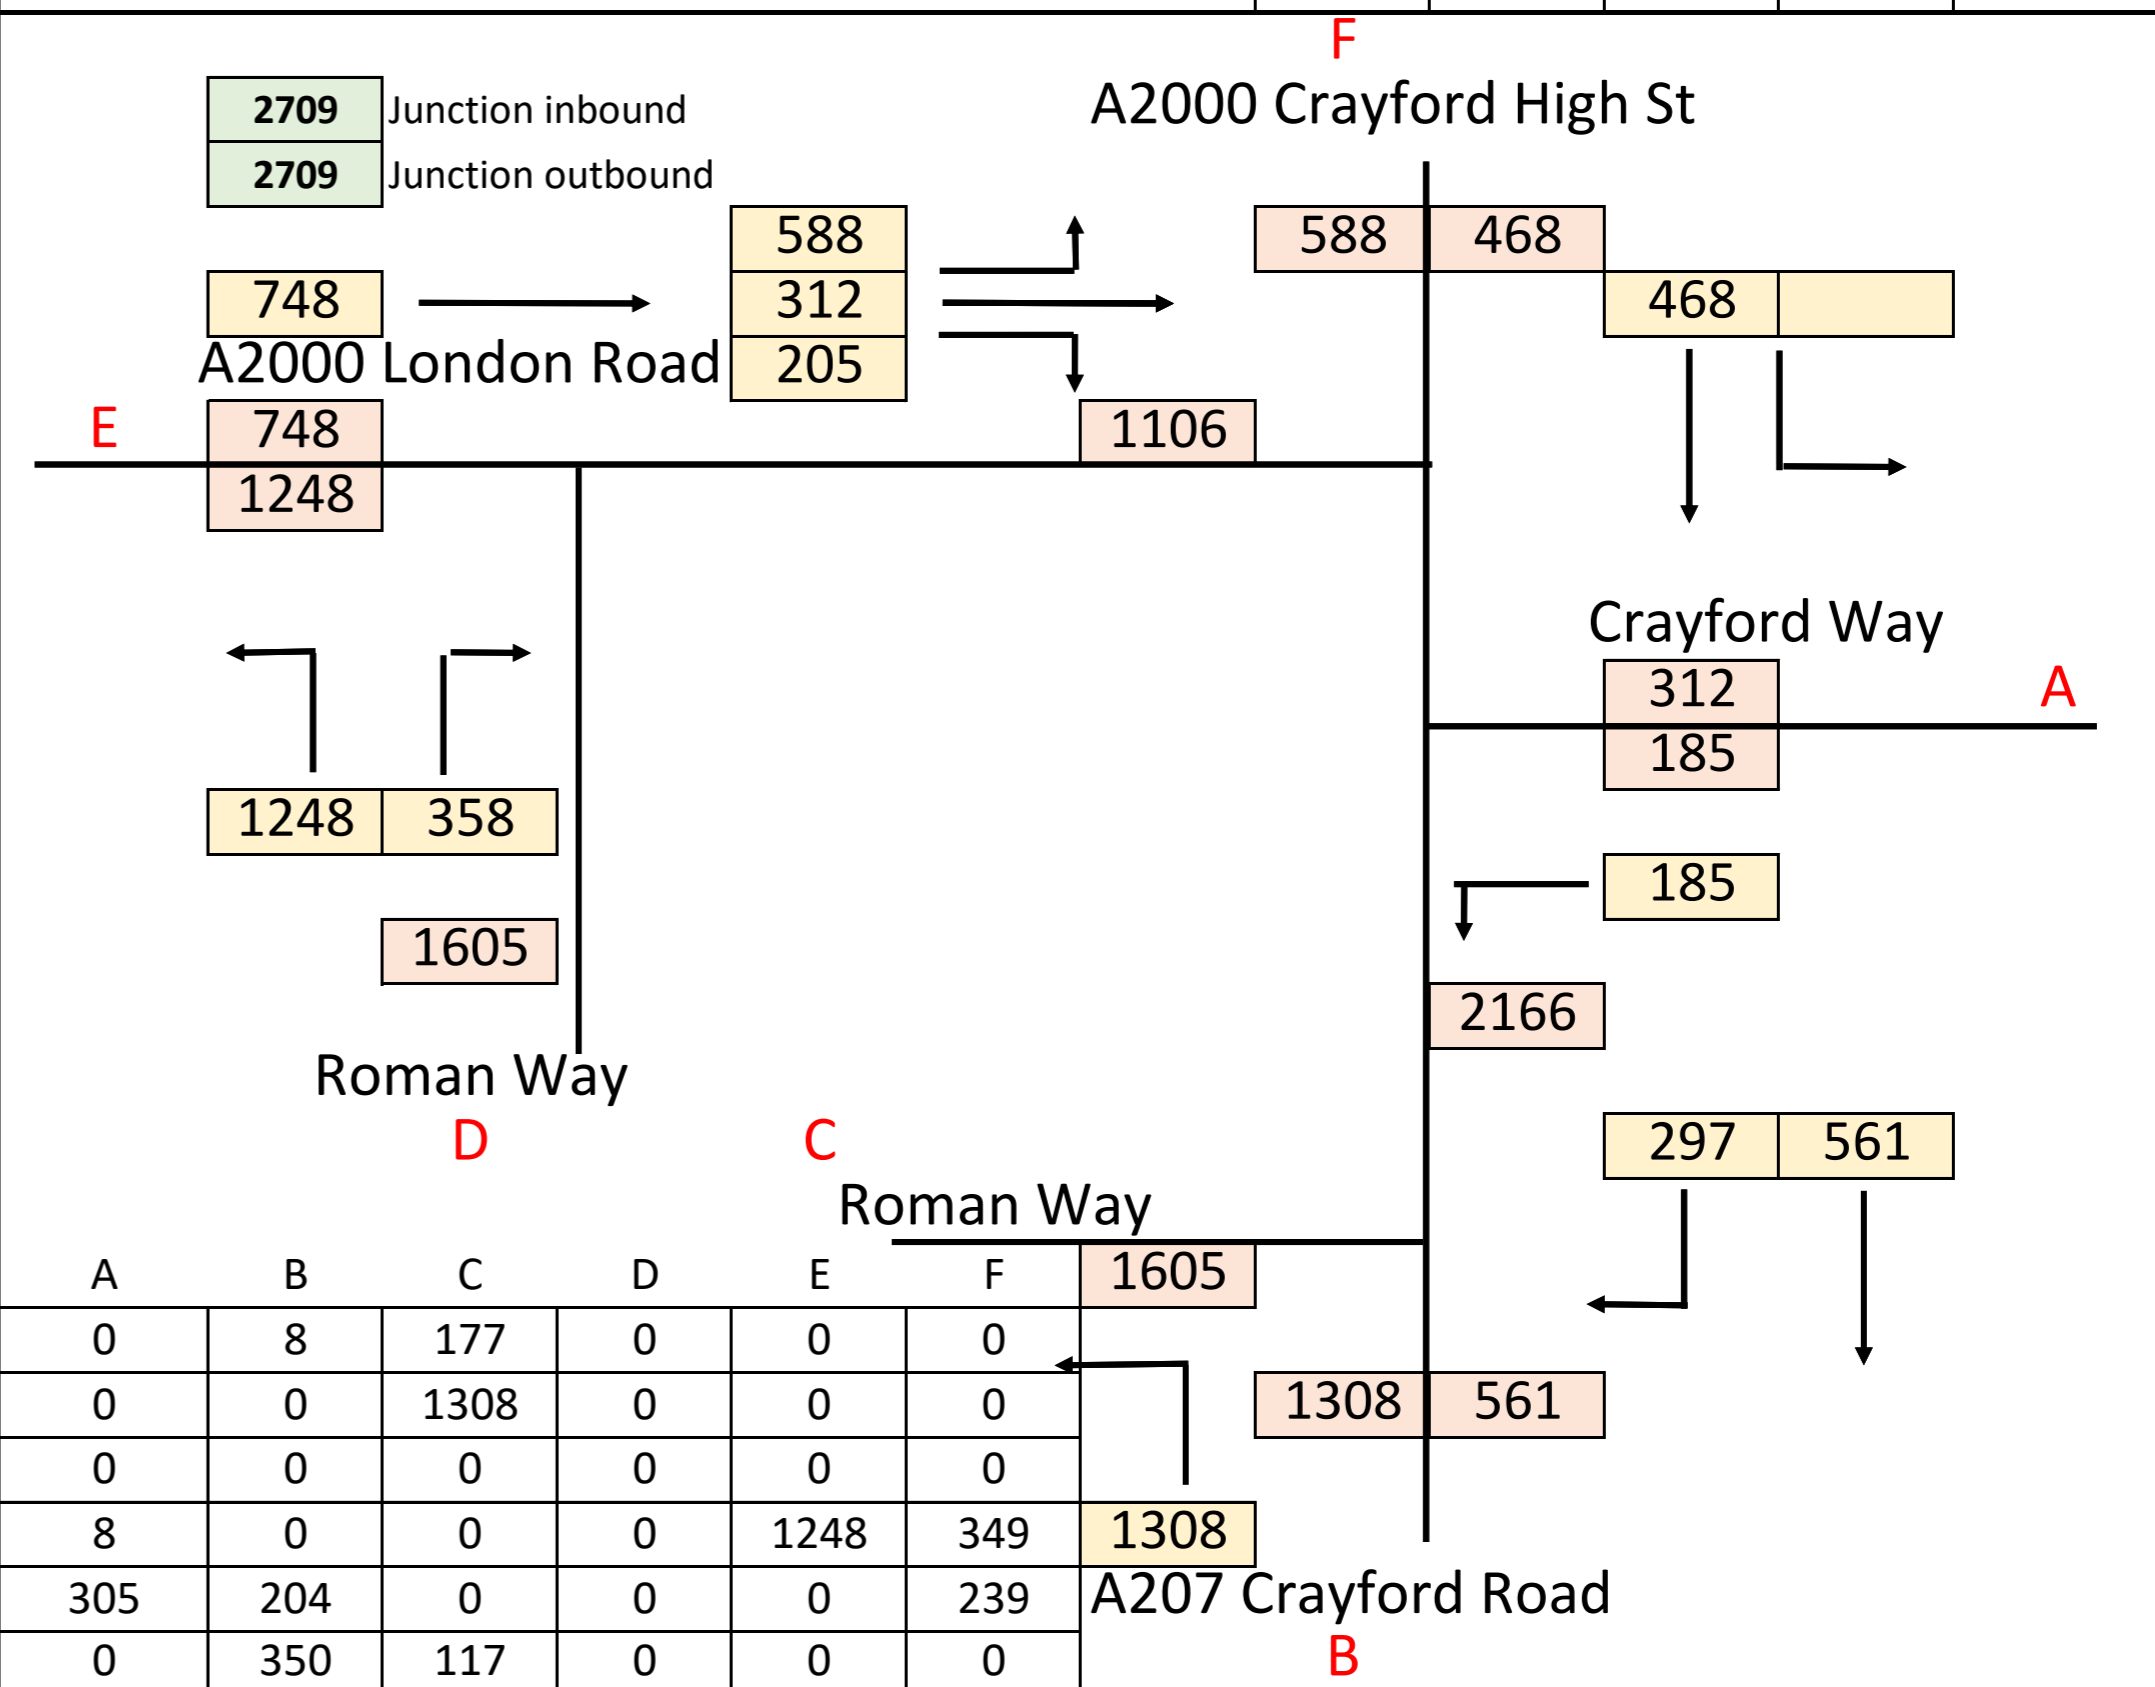 F
A2000 Crayford High St
2709 Junction inbound
2709 Junction outbound
588 588 468
748 312 468
A2000 London Road 205
E 748 1106
1248
Crayford Way
312 A
185
1248 358
185
1605
2166
Roman Way
D C 297 561
Roman Way
A B C D E F 1605
0 8 177 0 0 0
0 0 1308 0 0 0 1308 561
0 0 0 0 0 0
8 0 0 0 1248 349 1308
305 204 0 0 0 239 A207 Crayford Road
0 350 117 0 0 0 B